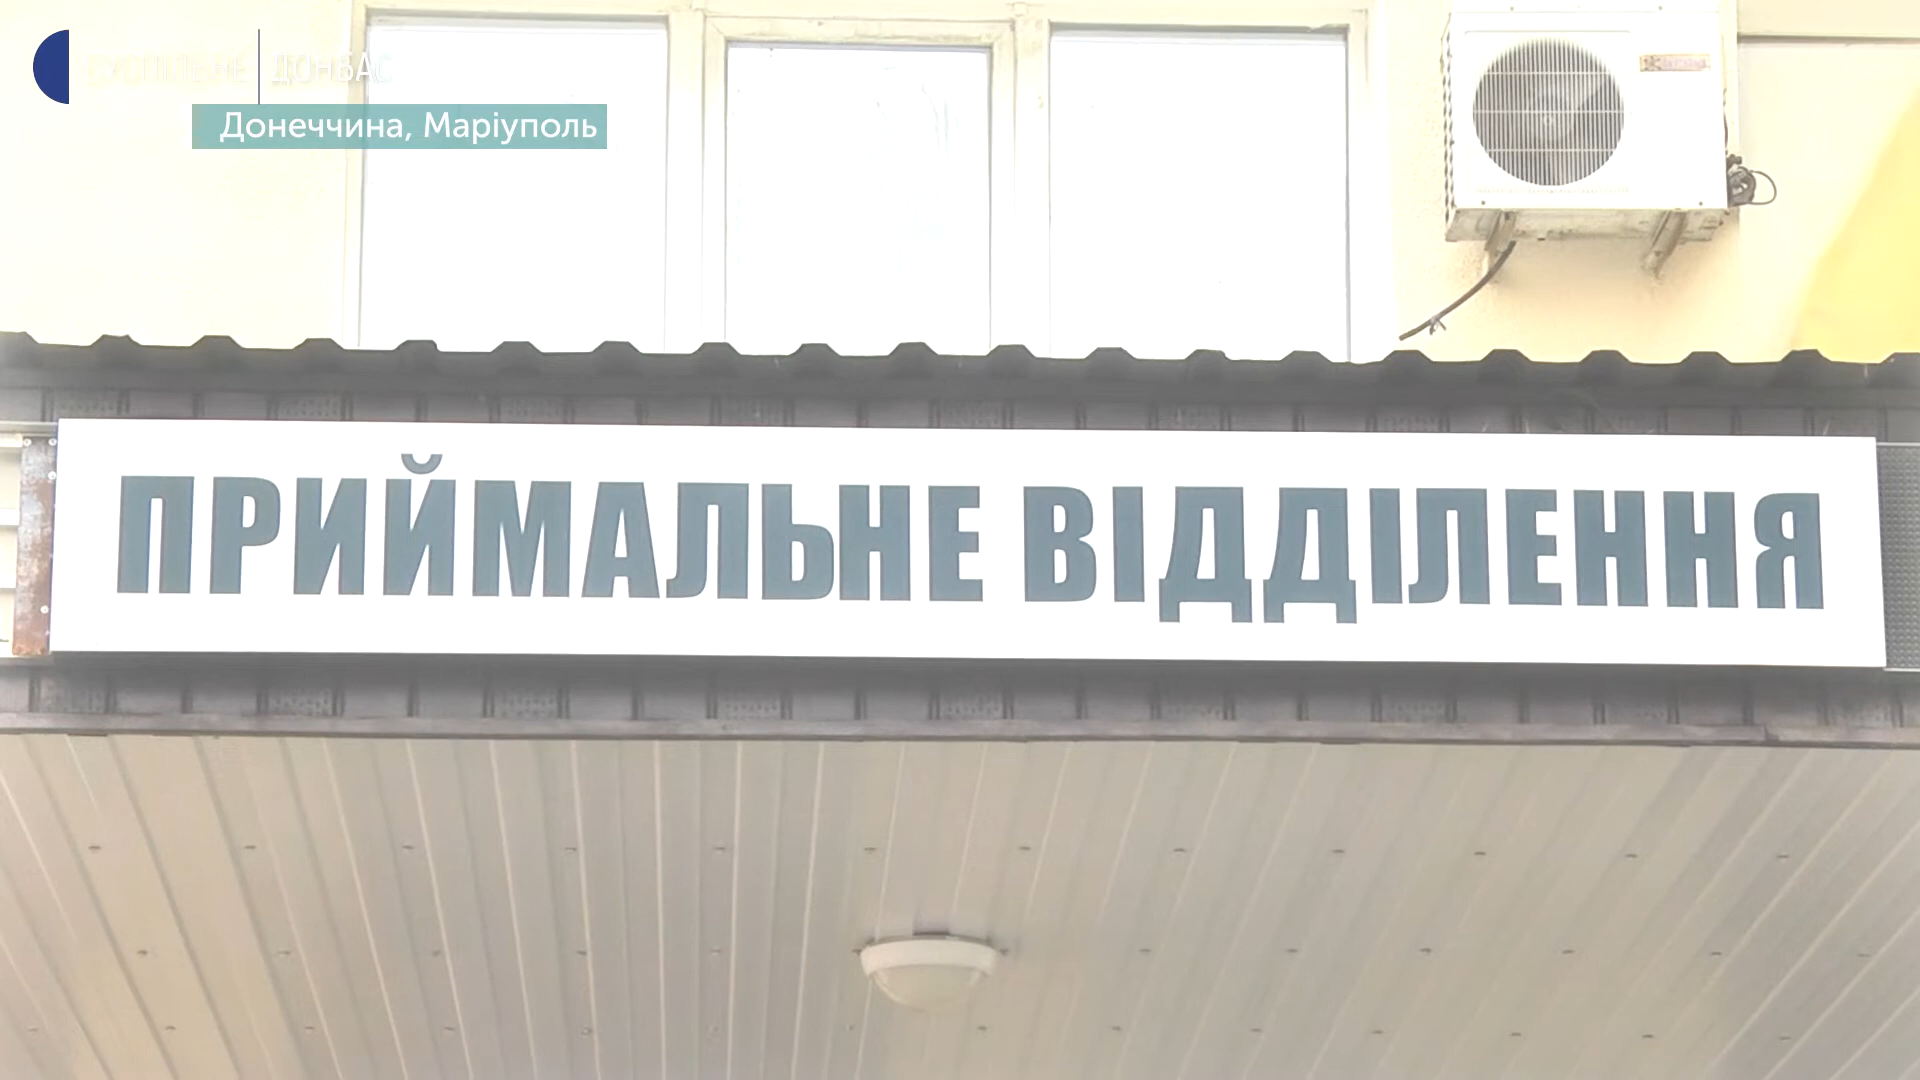 СУСПІЛЬНЕ ДОНБАС
Донеччина, Маріуполь
ПРИЙМАЛЬНЕ ВІДДІЛЕННЯ